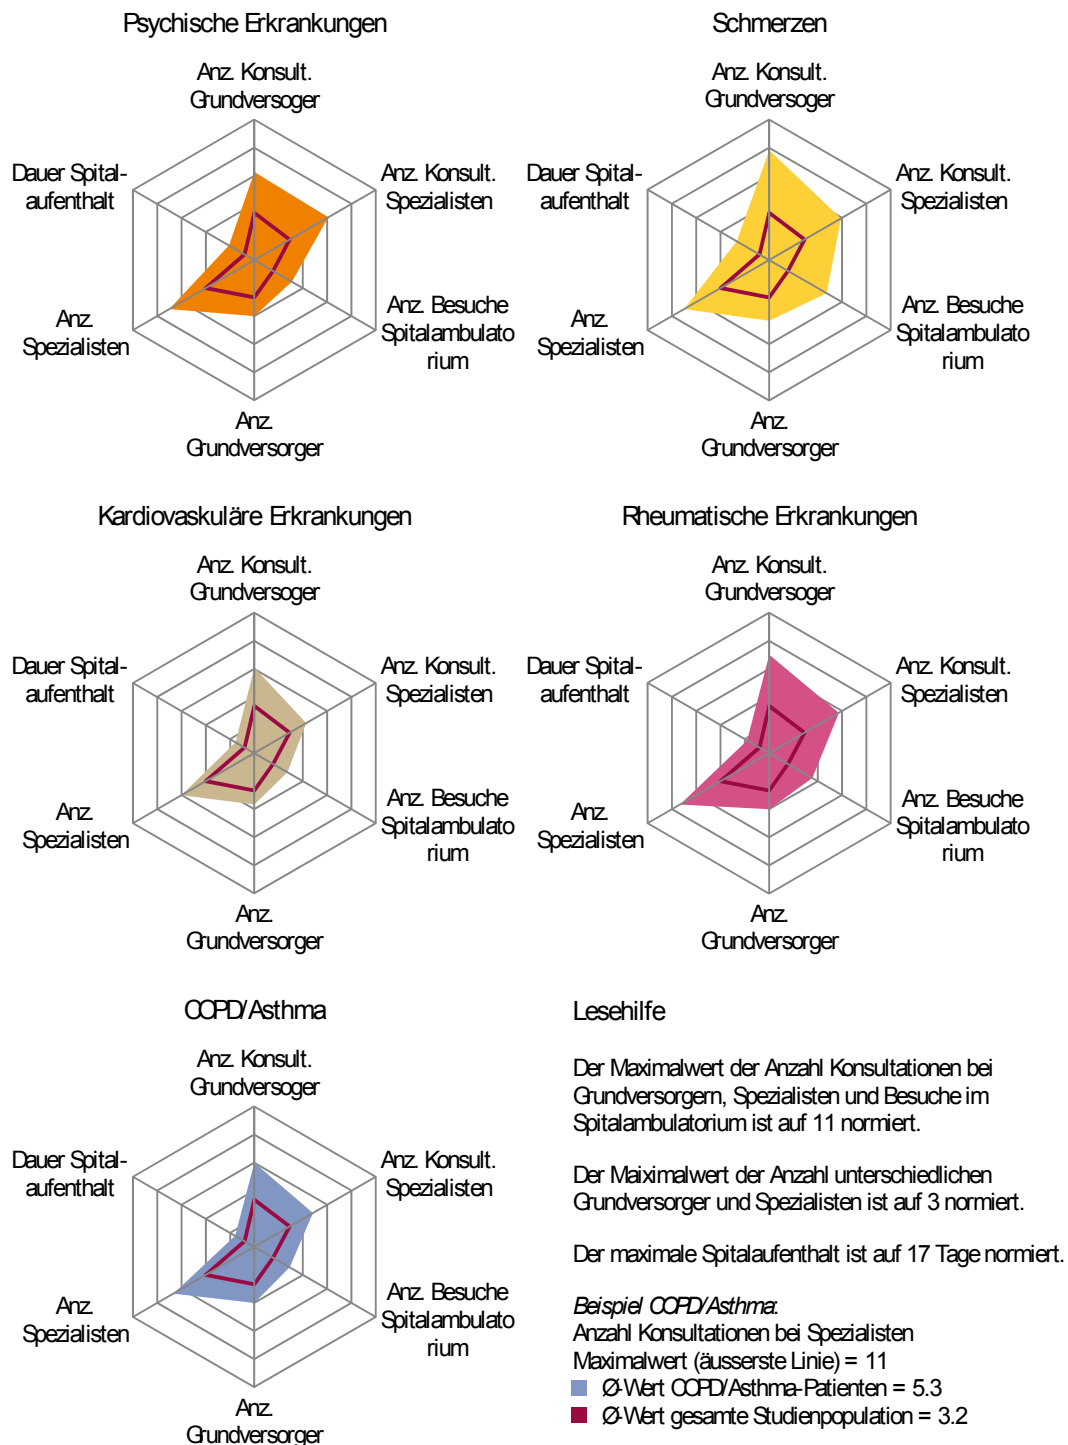 Psychische Erkrankungen
Anz. Konsult.
Grundversoger
Dauer Spital-
aufenthalt
Anz. Konsult.
Spezialisten
Anz.
Spezialisten
Anz. Besuche
Spitalambulato
rium
Anz.
Grundversorger
Schmerzen
Anz. Konsult.
Grundversoger
Dauer Spital-
aufenthalt
Anz. Konsult.
Spezialisten
Anz.
Spezialisten
Anz. Besuche
Spitalambulato
rium
Anz.
Grundversorger
Kardiovaskuläre Erkrankungen
Anz. Konsult.
Grundversoger
Dauer Spital-
aufenthalt
Anz. Konsult.
Spezialisten
Anz.
Spezialisten
Anz. Besuche
Spitalambulato
rium
Anz.
Grundversorger
Rheumatische Erkrankungen
Anz. Konsult.
Grundversoger
Dauer Spital-
aufenthalt
Anz. Konsult.
Spezialisten
Anz.
Spezialisten
Anz. Besuche
Spitalambulato
rium
Anz.
Grundversorger
COPD/Asthma
Anz. Konsult.
Grundversoger
Dauer Spital-
aufenthalt
Anz. Konsult.
Spezialisten
Anz.
Spezialisten
Anz. Besuche
Spitalambulato
rium
Anz.
Grundversorger
Lesehilfe
Der Maximalwert der Anzahl Konsultationen bei
Grundversorgern, Spezialisten und Besuche im
Spitalambulatorium ist auf 11 normiert.
Der Maiximalwert der Anzahl unterschiedlichen
Grundversorger und Spezialisten ist auf 3 normiert.
Der maximale Spitalaufenthalt ist auf 17 Tage normiert.
Beispiel COPD/Asthma:
Anzahl Konsultationen bei Spezialisten
Maximalwert (äusserste Linie) = 11
Ø-Wert COPD/Asthma-Patienten = 5.3
Ø-Wert gesamte Studienpopulation = 3.2